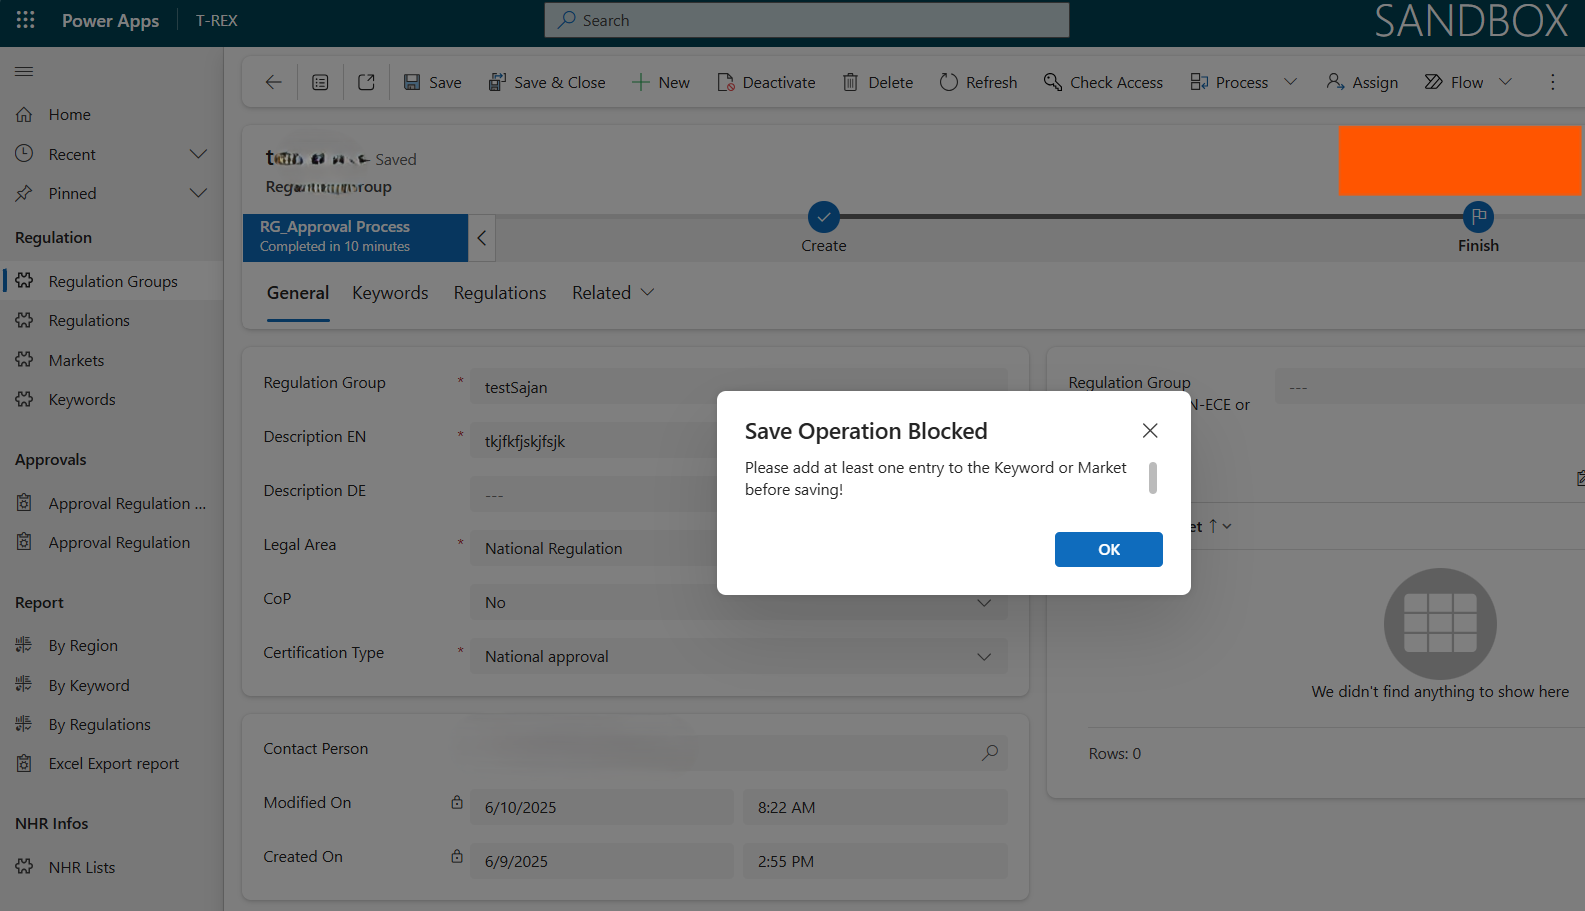 Power Apps
T-REX
Search
SANDBOX
Save
Save & Close
New
Deactivate
Delete
Refresh
Check Access
Process
Assign
Flow
Home
Recent
Pinned
Regulation
Regulation Groups
Regulations
Markets
Keywords
Approvals
Approval Regulation ...
Approval Regulation
Report
By Region
By Keyword
By Regulations
Excel Export report
NHR Infos
NHR Lists
- Saved
RG_Approval Process
Completed in 10 minutes
Create
Finish
General
Keywords
Regulations
Related
Regulation Group
*
testSajan
Description EN
*
tkjfkfjskjfsjk
Description DE
---
Legal Area
*
National Regulation
CoP
No
Certification Type
*
National approval
Contact Person
Modified On
6/10/2025
8:22 AM
Created On
6/9/2025
2:55 PM
Save Operation Blocked
Please add at least one entry to the Keyword or Market
before saving!
OK
Regulation Group
N-ECE or
---
et
We didn't find anything to show here
Rows: 0